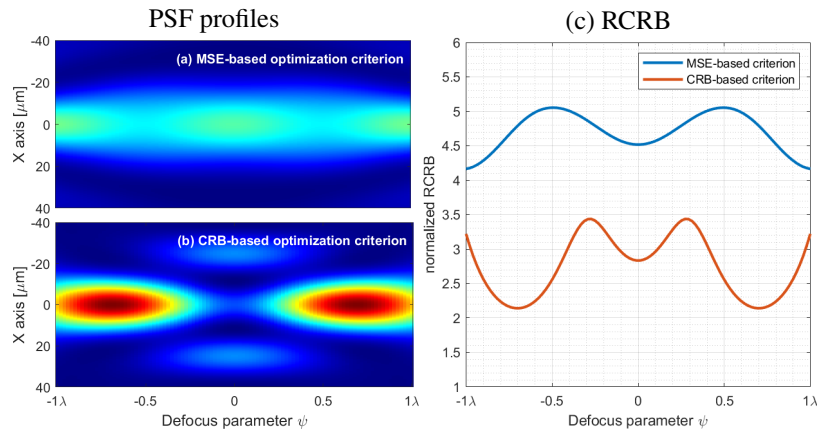 PSF profiles
(c) RCRB
-40
-20
0
20
40
X axis [μm]
(a) MSE-based optimization criterion
-40
-20
0
20
40
X axis [μm]
(b) CRB-based optimization criterion
-1λ
-0.5
0
0.5
1λ
Defocus parameter ψ
6
5.5
5
4.5
4
3.5
3
2.5
2
1.5
1
normalized RCRB
MSE-based criterion
CRB-based criterion
-1λ
-0.5
0
0.5
1λ
Defocus parameter ψ